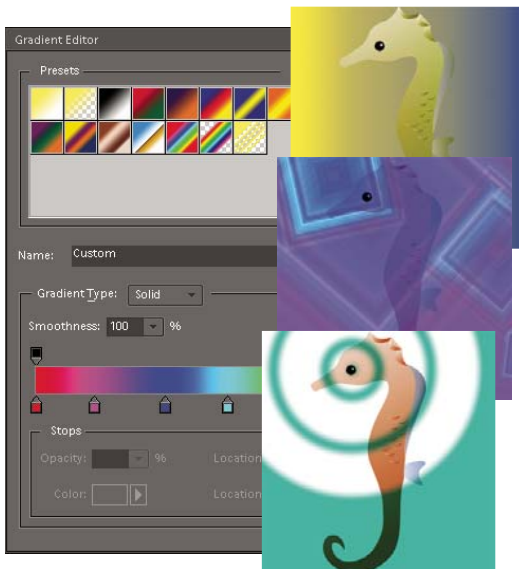 Gradient Editor
Presets
Name: Custom
Gradient Type: Solid
Smoothness: 100 %
Stops
Opacity: % Location
Color: Location